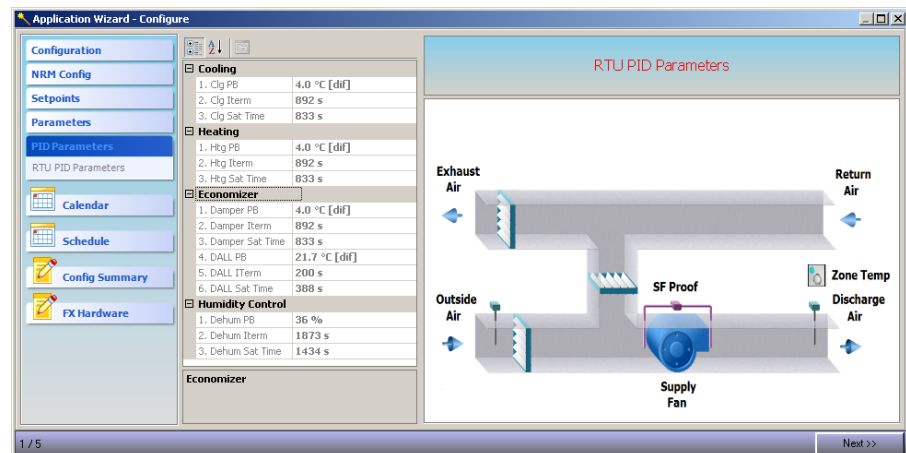 Application Wizard - Configure
Configuration
NRM Config
Setpoints
Parameters
PID Parameters
RTU PID Parameters
Calendar
Schedule
Config Summary
FX Hardware
Cooling
1. Clg PB 4.0 °C [dif]
2. Clg Iterm 892 s
3. Clg Sat Time 833 s
Heating
1. Htg PB 4.0 °C [dif]
2. Htg Iterm 892 s
3. Htg Sat Time 833 s
Economizer
1. Damper PB 4.0 °C [dif]
2. Damper Iterm 892 s
3. Damper Sat Time 833 s
4. DALL PB 21.7 °C [dif]
5. DALL ITerm 200 s
6. DALL Sat Time 388 s
Humidity Control
1. Dehum PB 36 %
2. Dehum Iterm 1873 s
3. Dehum Sat Time 1434 s
Economizer
RTU PID Parameters
Exhaust
Air
Return
Air
Zone Temp
SF Proof
Outside
Air
Discharge
Air
Supply
Fan
1 / 5
Next >>